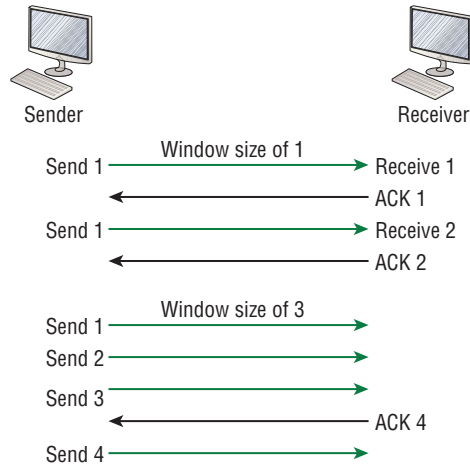 Sender Receiver
Window size of 1
Send 1 Receive 1
ACK 1
Send 1 Receive 2
ACK 2
Window size of 3
Send 1
Send 2
Send 3
ACK 4
Send 4